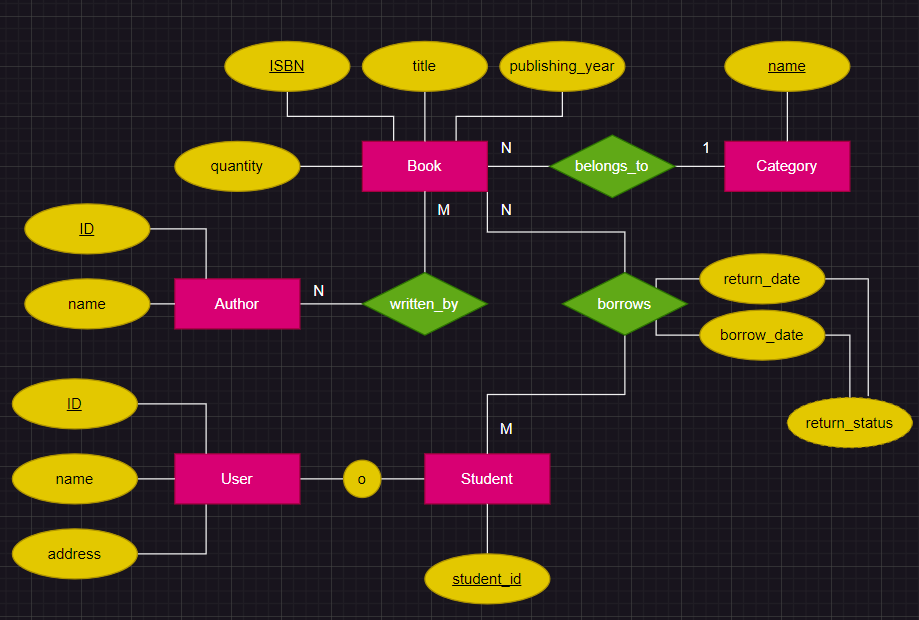 ISBN
title
publishing_year
name
quantity
Book
N
belongs_to
1
Category
M
N
ID
name
Author
N
written_by
borrows
return_date
borrow_date
return_status
ID
name
address
User
o
Student
M
student_id